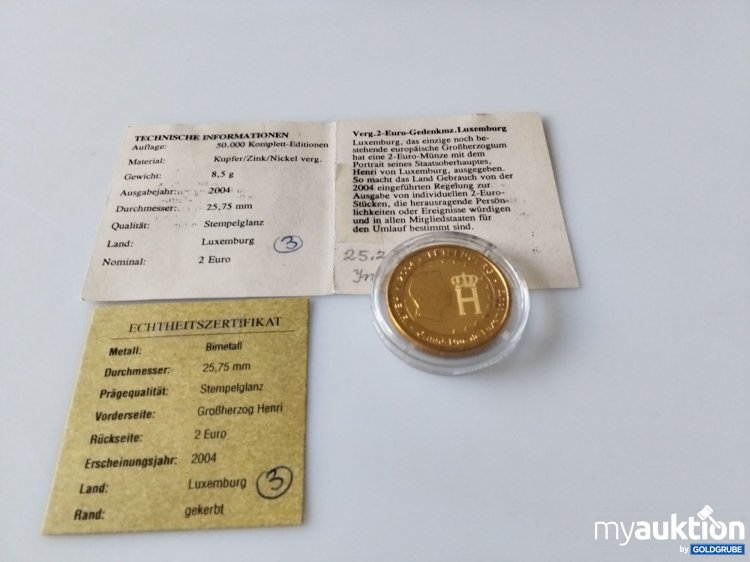 TECHNISCHE INFORMATIONEN
Auflage: 50.000 Komplett-Editionen
Material: Kupfer/Zink/Nickel verg.
Gewicht: 8,5 g
Ausgabejahr: 2004
Durchmesser: 25,75 mm
Qualität: Stempelglanz
Land: Luxemburg 3
Nominal: 2 Euro
Verg.2-Euro-Gedenkmz.Luxemburg
Luxemburg, das einzige noch be-
stehende europäische Großherzogtum
hat eine 2-Euro-Münze mit dem
Portrait seines Staatsoberhauptes,
Henri von Luxemburg, ausgegeben.
So macht das Land Gebrauch von der
2004 eingeführten Regelung zur
Ausgabe von individuellen 2-Euro-
Stücken, die herausragende Persön-
lichkeiten oder Ereignisse würdigen
und in allen Mitgliedstaaten für
den Umlauf bestimmt sind.
25.2
H
ECHTHEITSZERTIFIKAT
Metall: Bimetall
Durchmesser: 25,75 mm
Prägequalität: Stempelglanz
Vorderseite: Großherzog Henri
Rückseite: 2 Euro
Erscheinungsjahr: 2004
Land: Luxemburg 3
Rand: gekerbt
myauktion
by GOLDGRUBE